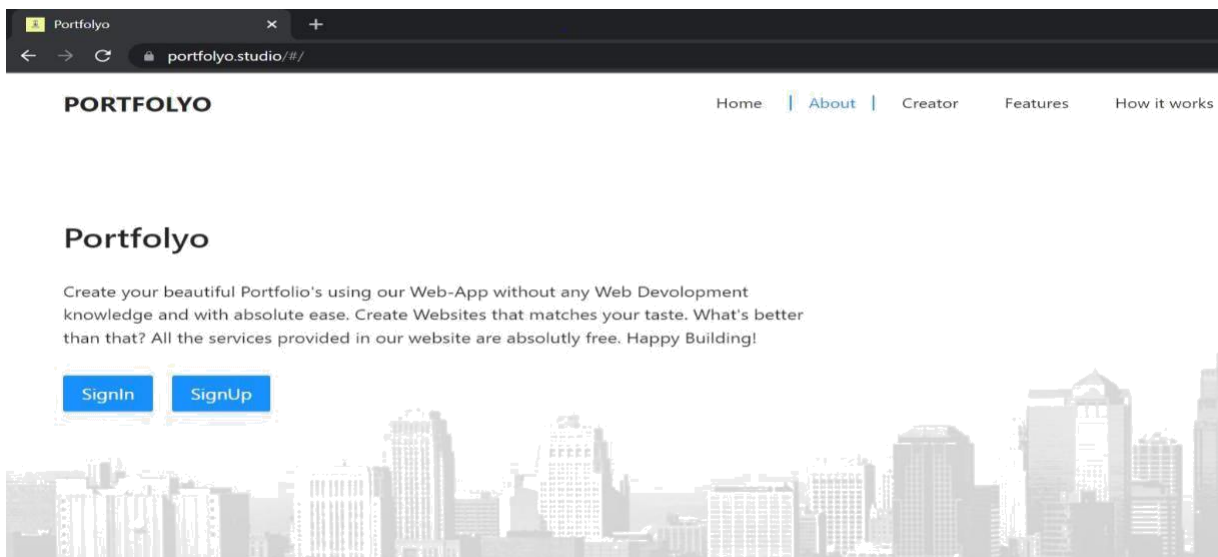 Portfolyo
portfolyo.studio/#/
PORTFOLYO Home About Creator Features How it works
Portfolyo
Create your beautiful Portfolio's using our Web-App without any Web Devolopment
knowledge and with absolute ease. Create Websites that matches your taste. What's better
than that? All the services provided in our website are absolutly free. Happy Building!
SignIn SignUp